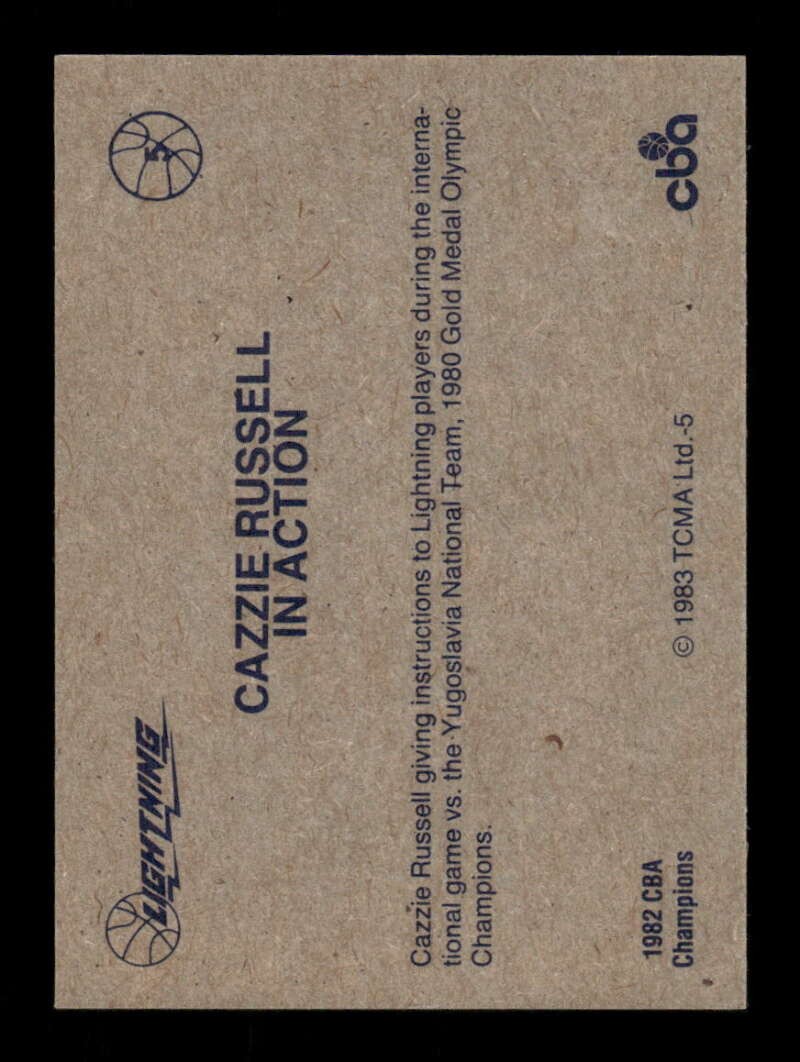 LIGHTNING
5
CAZZIE RUSSELL
IN ACTION
Cazzie Russell giving instructions to Lightning players during the interna-
tional game vs. the Yugoslavia National Team, 1980 Gold Medal Olympic
Champions.
1982 CBA
Champions
© 1983 TCMA Ltd.-5
cba